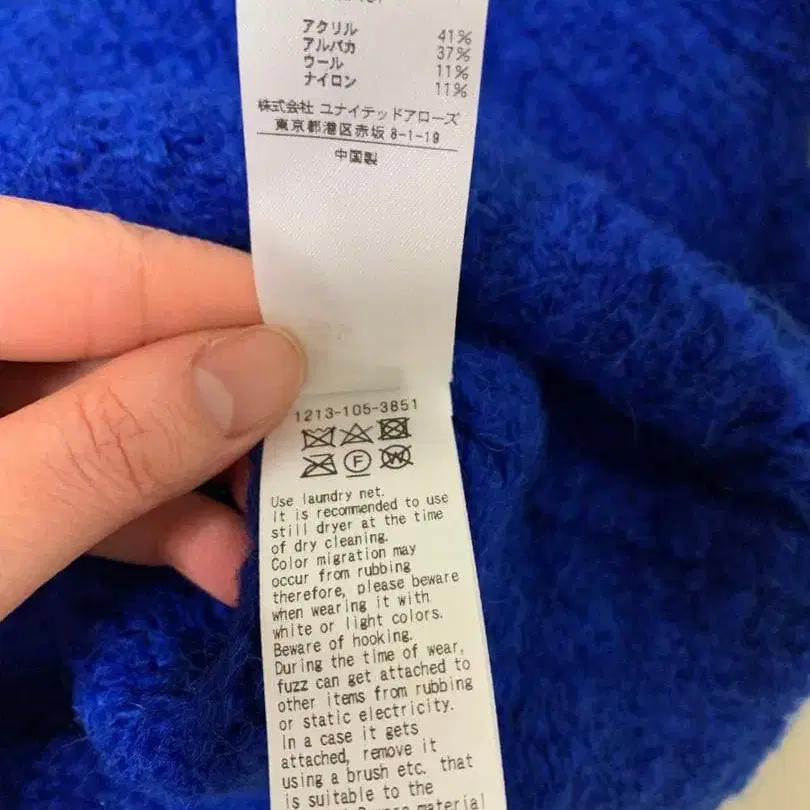 アクリル 41%
アルパカ 37%
ウール 11%
ナイロン 11%
株式会社 ユナイテッドアローズ
東京都港区赤坂 8-1-19
中国製
1213-105-3851
F
W
Use laundry net.
It is recommended to use
still dryer at the time
of dry cleaning.
Color migration may
occur from rubbing
therefore, please beware
when wearing it with
white or light colors.
Beware of hooking.
During the time of wear,
fuzz can get attached to
other items from rubbing
or static electricity.
In a case it gets
attached, remove it
using a brush etc. that
is suitable to the
material